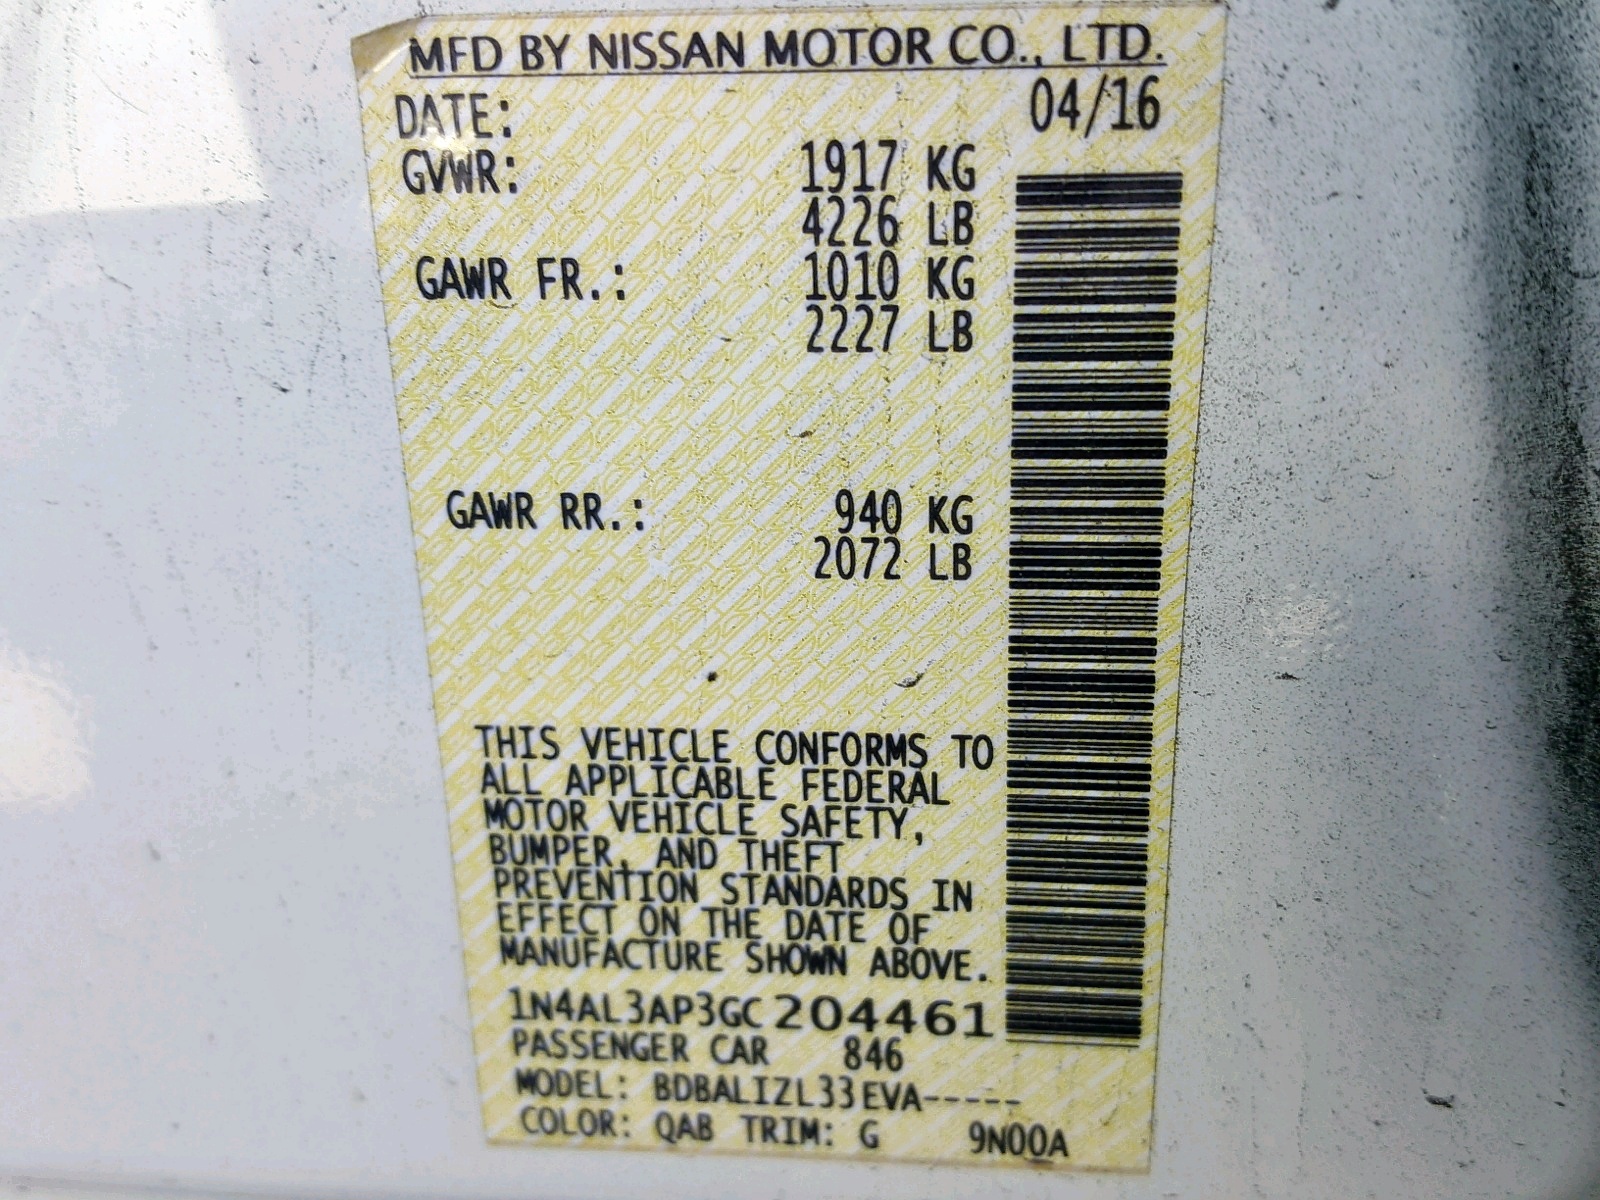 MFD BY NISSAN MOTOR CO., LTD.
DATE: 04/16
GVWR: 1917 KG
4226 LB
GAWR FR.: 1010 KG
2227 LB
GAWR RR.: 940 KG
2072 LB
THIS VEHICLE CONFORMS TO
ALL APPLICABLE FEDERAL
MOTOR VEHICLE SAFETY,
BUMPER, AND THEFT
PREVENTION STANDARDS IN
EFFECT ON THE DATE OF
MANUFACTURE SHOWN ABOVE.
1N4AL3AP3GC204461
PASSENGER CAR 846
MODEL: BDBALIZL33EVA-----
COLOR: QAB TRIM: G 9N00A